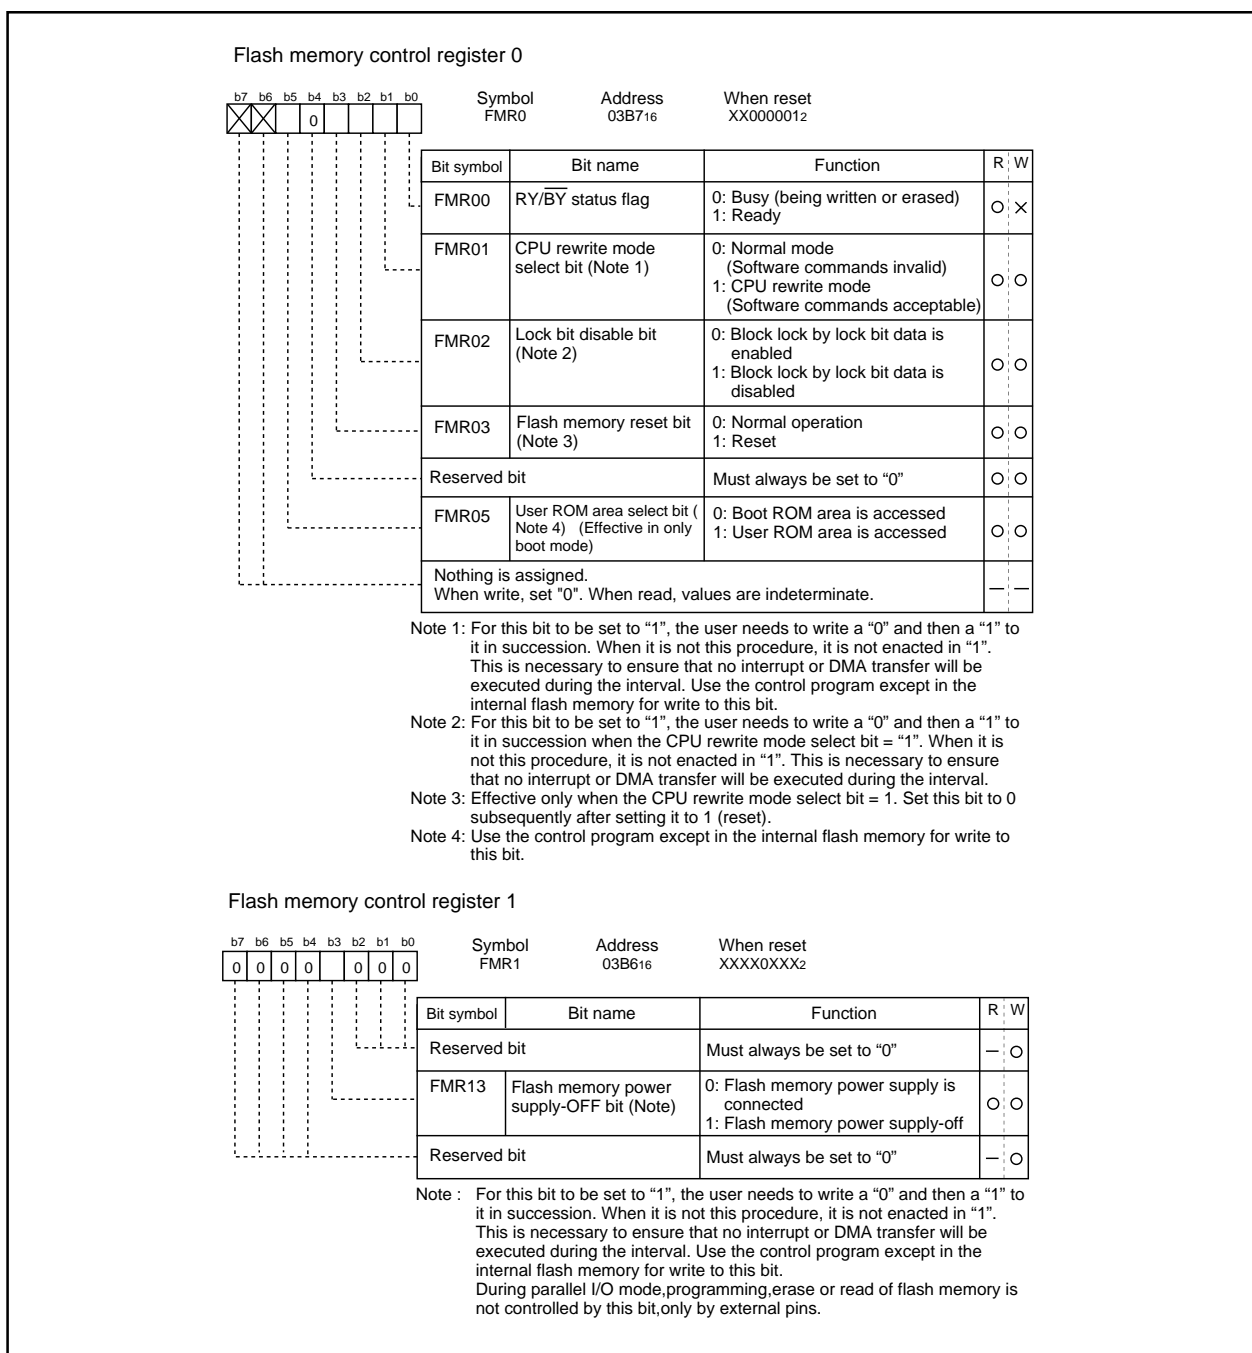 Flash memory control register 0
b7 b6 b5 b4 b3 b2 b1 b0
Symbol Address When reset
FMR0 03B716 XX0000012
0
Bit symbol Bit name Function R W
FMR00 RY/BY status flag 0: Busy (being written or erased)
1: Ready
FMR01 CPU rewrite mode 0: Normal mode
select bit (Note 1) (Software commands invalid)
1: CPU rewrite mode
(Software commands acceptable)
FMR02 Lock bit disable bit 0: Block lock by lock bit data is
(Note 2) enabled
1: Block lock by lock bit data is
disabled
FMR03 Flash memory reset bit 0: Normal operation
(Note 3) 1: Reset
Reserved bit Must always be set to “0”
FMR05 User ROM area select bit ( 0: Boot ROM area is accessed
Note 4) (Effective in only 1: User ROM area is accessed
boot mode)
Nothing is assigned.
When write, set "0". When read, values are indeterminate.
Note 1: For this bit to be set to “1”, the user needs to write a “0” and then a “1” to
it in succession. When it is not this procedure, it is not enacted in “1”.
This is necessary to ensure that no interrupt or DMA transfer will be
executed during the interval. Use the control program except in the
internal flash memory for write to this bit.
Note 2: For this bit to be set to “1”, the user needs to write a “0” and then a “1” to
it in succession when the CPU rewrite mode select bit = “1”. When it is
not this procedure, it is not enacted in “1”. This is necessary to ensure
that no interrupt or DMA transfer will be executed during the interval.
Note 3: Effective only when the CPU rewrite mode select bit = 1. Set this bit to 0
subsequently after setting it to 1 (reset).
Note 4: Use the control program except in the internal flash memory for write to
this bit.
Flash memory control register 1
b7 b6 b5 b4 b3 b2 b1 b0
Symbol Address When reset
FMR1 03B616 XXXX0XXX2
0 0 0 0 0 0 0
Bit symbol Bit name Function R W
Reserved bit Must always be set to “0”
FMR13 Flash memory power 0: Flash memory power supply is
supply-OFF bit (Note) connected
1: Flash memory power supply-off
Reserved bit Must always be set to “0”
Note : For this bit to be set to “1”, the user needs to write a “0” and then a “1” to
it in succession. When it is not this procedure, it is not enacted in “1”.
This is necessary to ensure that no interrupt or DMA transfer will be
executed during the interval. Use the control program except in the
internal flash memory for write to this bit.
During parallel I/O mode,programming,erase or read of flash memory is
not controlled by this bit,only by external pins.